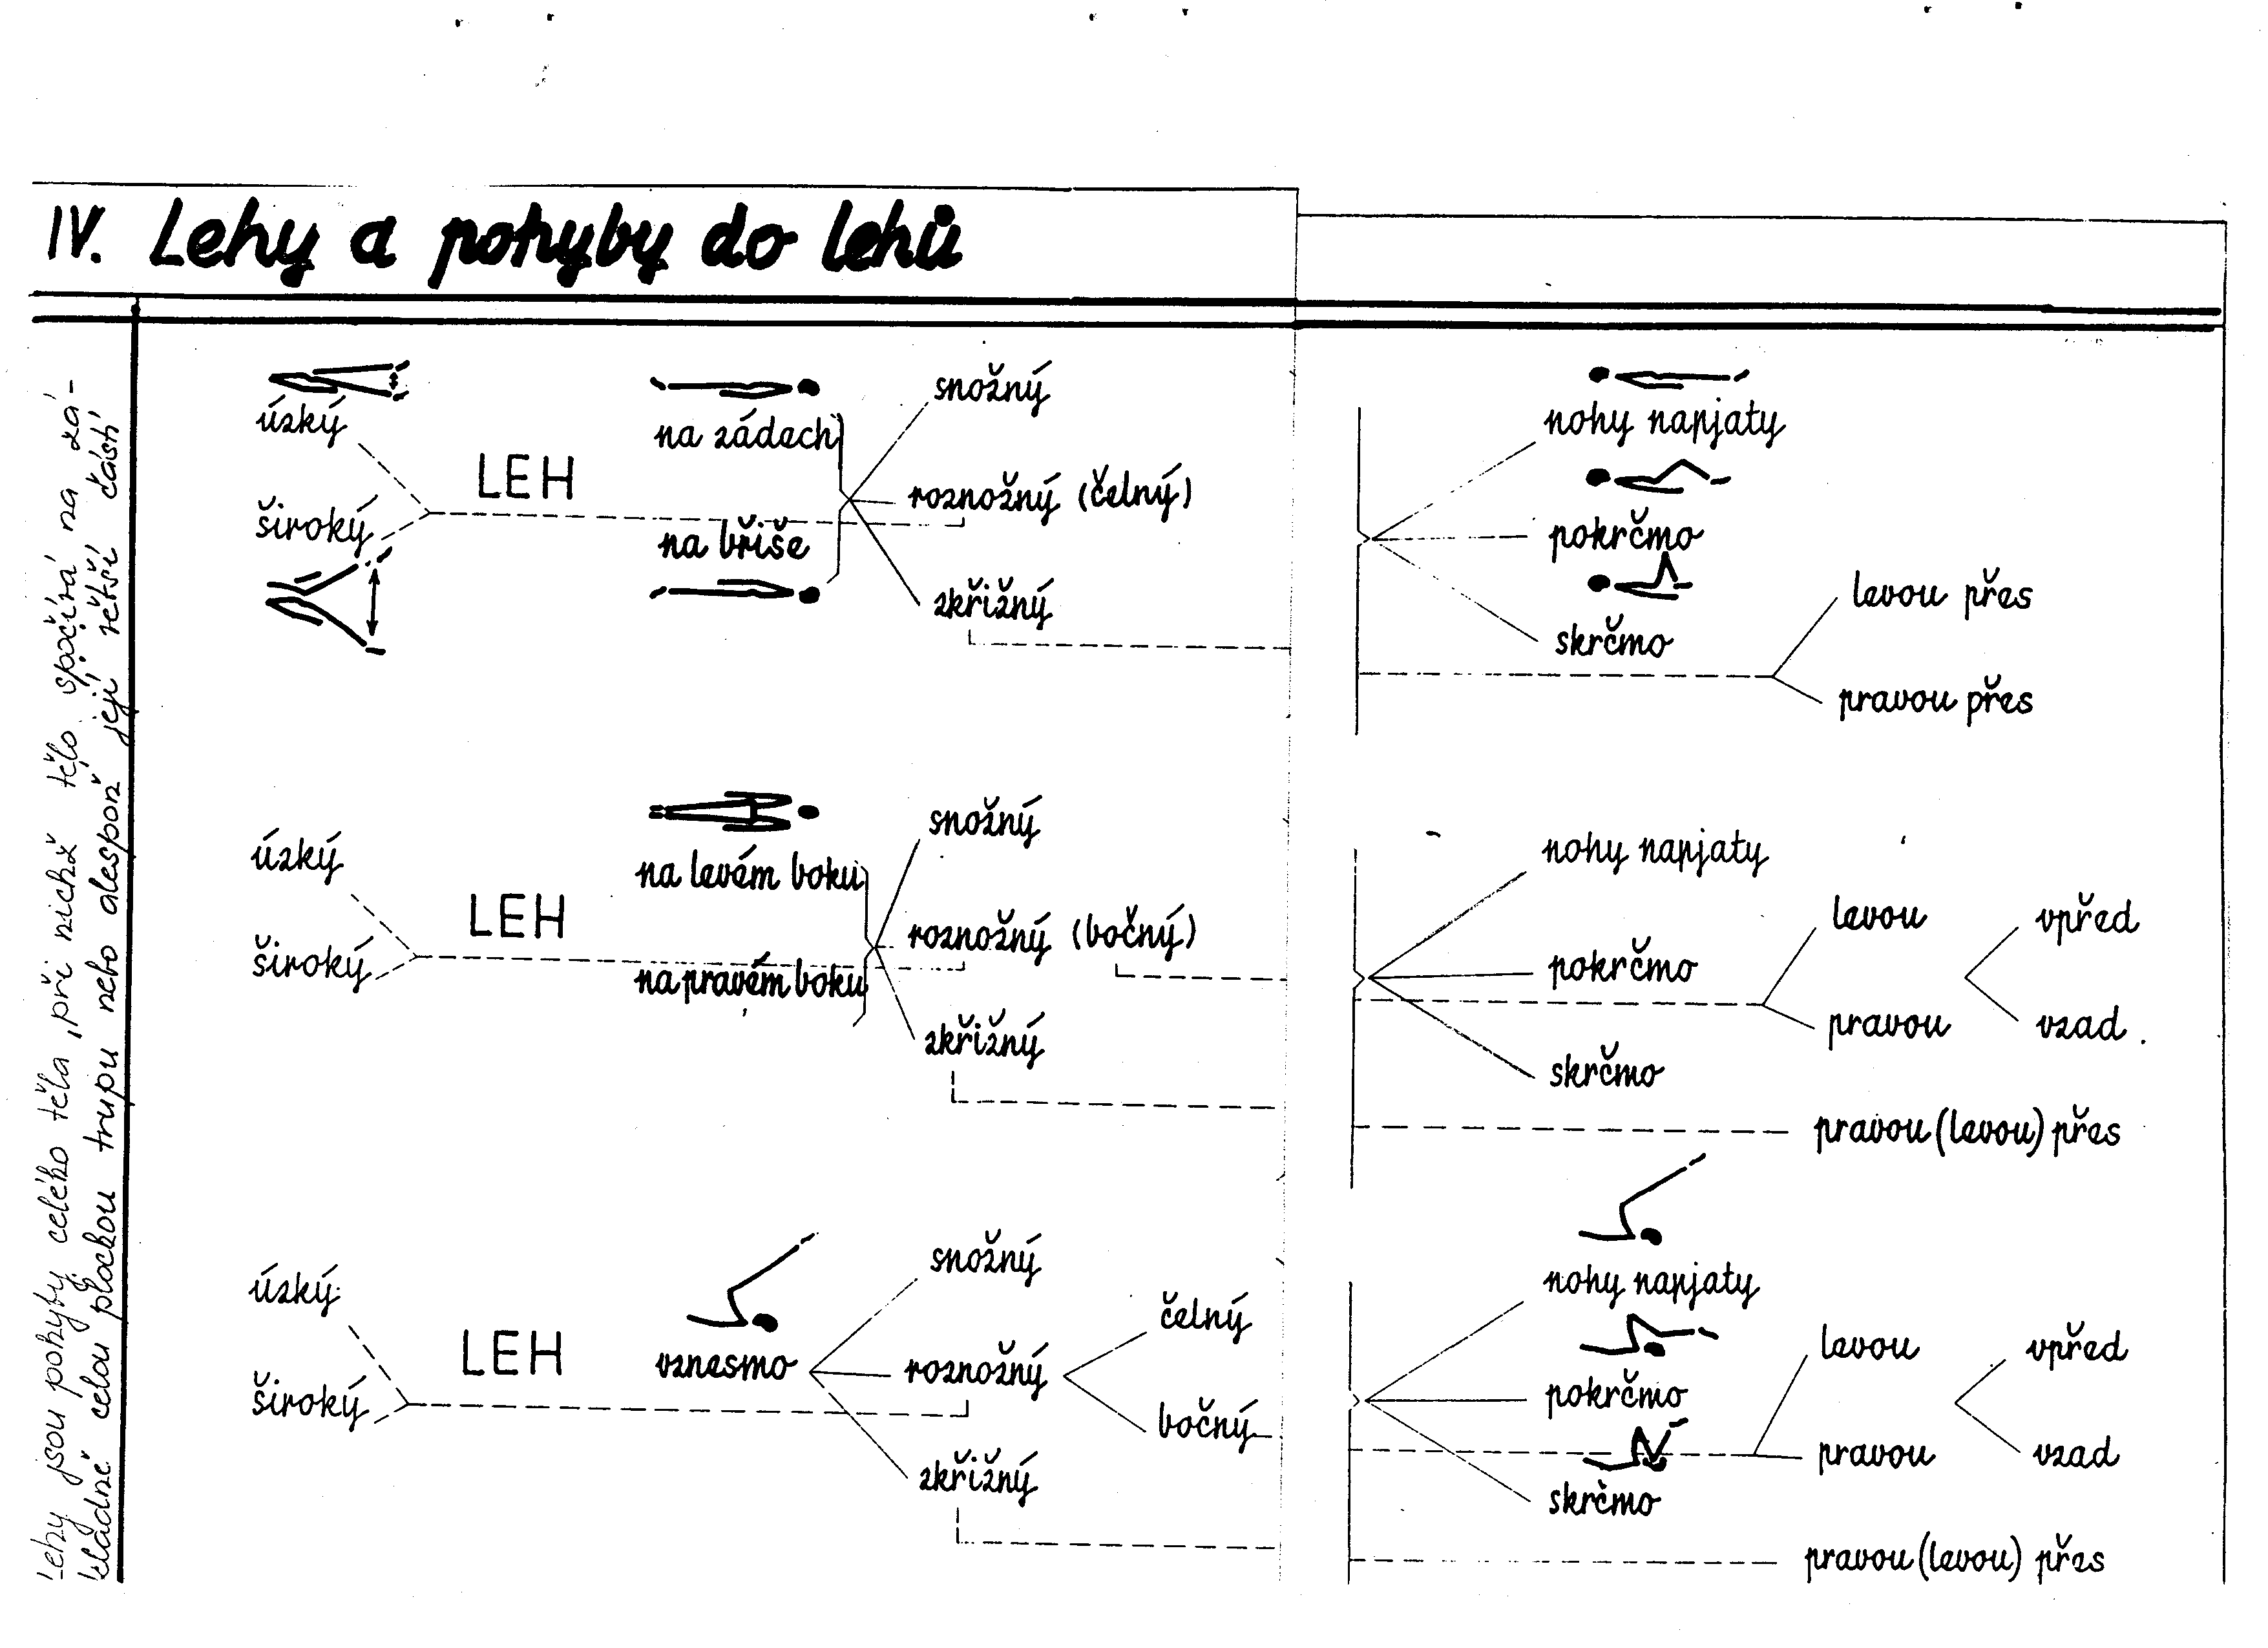 IV. Lehy a pohyby do lehů
Lehy jsou pohyby celého těla, při nichž tělo spočívá na zá-
kladně celou plochou trupu nebo alespoň její větší částí
úzký
široký
LEH
na zádech
na břiše
snožný
roznožný (čelný)
zkřižný
nohy napjaty
pokrčmo
skrčmo
levou přes
pravou přes
úzký
široký
LEH
na levém boku
na pravém boku
snožný
roznožný (bočný)
zkřižný
nohy napjaty
pokrčmo
skrčmo
levou
pravou
vpřed
vzad
pravou (levou) přes
úzký
široký
LEH
vznesmo
snožný
roznožný
zkřižný
čelný
bočný
nohy napjaty
pokrčmo
skrčmo
levou
pravou
vpřed
vzad
pravou (levou) přes